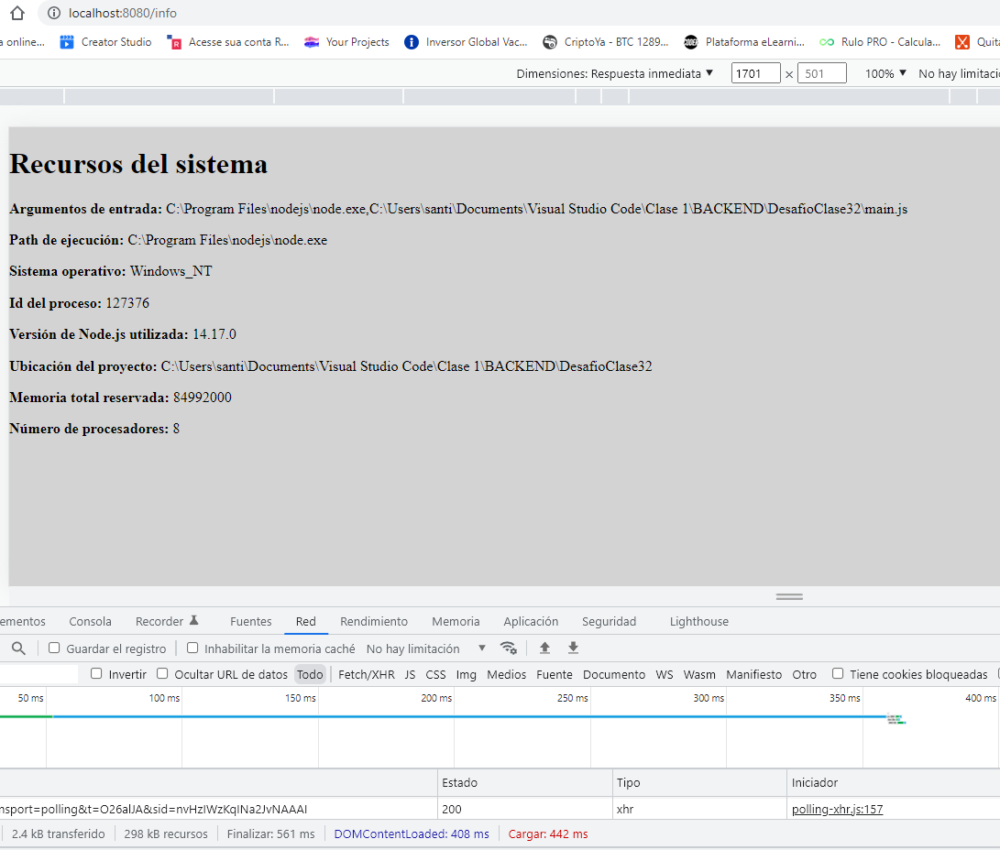 localhost:8080/info
a online... Creator Studio Acesse sua conta R... Your Projects Inversor Global Vac... CriptoYa - BTC 1289... Plataforma eLearni... Rulo PRO - Calcula... Quita
Dimensiones: Respuesta inmediata ▼ 1701 × 501 100% ▼ No hay limitació
Recursos del sistema
Argumentos de entrada: C:\Program Files\nodejs\node.exe,C:\Users\santi\Documents\Visual Studio Code\Clase 1\BACKEND\DesafioClase32\main.js
Path de ejecución: C:\Program Files\nodejs\node.exe
Sistema operativo: Windows_NT
Id del proceso: 127376
Versión de Node.js utilizada: 14.17.0
Ubicación del proyecto: C:\Users\santi\Documents\Visual Studio Code\Clase 1\BACKEND\DesafioClase32
Memoria total reservada: 84992000
Número de procesadores: 8
ementos Consola Recorder Fuentes Red Rendimiento Memoria Aplicación Seguridad Lighthouse
Guardar el registro Inhabilitar la memoria caché No hay limitación ▼
Invertir Ocultar URL de datos Todo Fetch/XHR JS CSS Img Medios Fuente Documento WS Wasm Manifiesto Otro Tiene cookies bloqueadas
50 ms 100 ms 150 ms 200 ms 250 ms 300 ms 350 ms 400 ms
Estado Tipo Iniciador
nsport=polling&t=O26alJA&sid=nvHzIWzKqINa2JvNAAAI 200 xhr polling-xhr.js:157
2.4 kB transferido 298 kB recursos Finalizar: 561 ms DOMContentLoaded: 408 ms Cargar: 442 ms